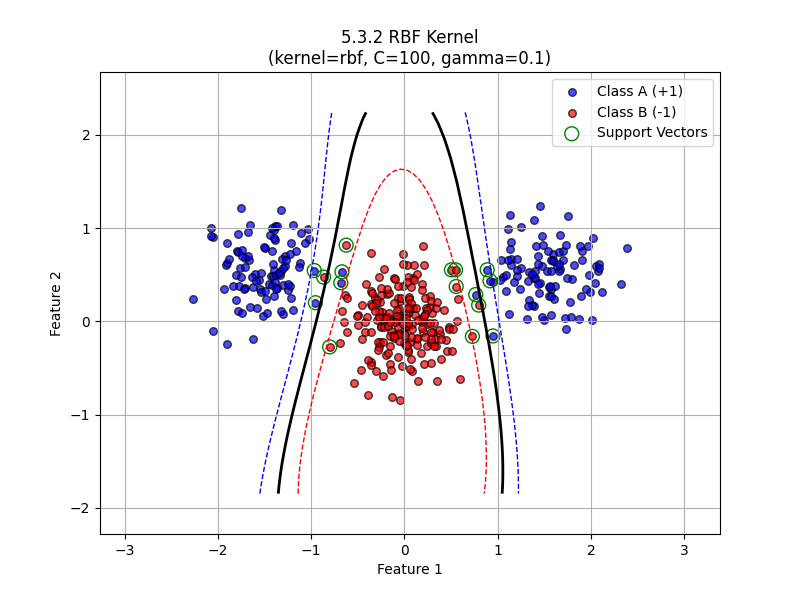 5.3.2 RBF Kernel
(kernel=rbf, C=100, gamma=0.1)
Class A (+1)
Class B (-1)
Support Vectors
Feature 2
2
1
0
−1
−2
−3
−2
−1
0
1
2
3
Feature 1